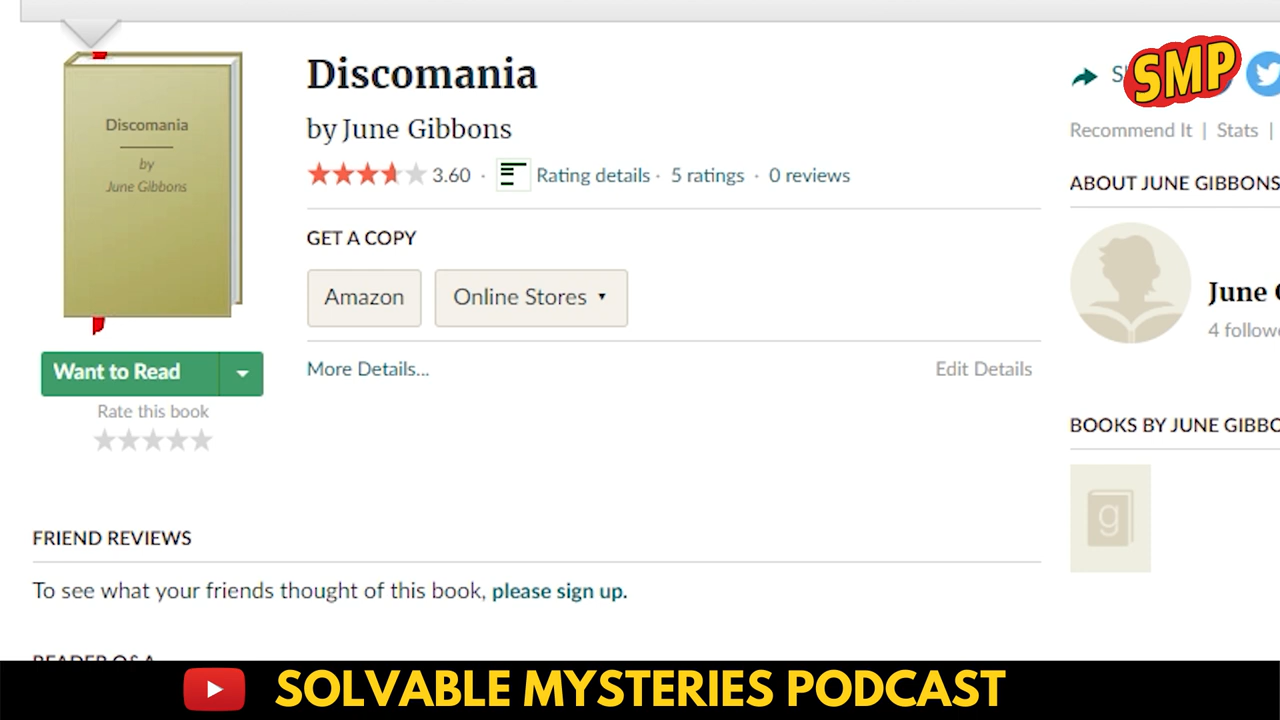 Discomania
by
June Gibbons
Want to Read
Rate this book
Discomania
by June Gibbons
3.60 · Rating details · 5 ratings · 0 reviews
GET A COPY
Amazon
Online Stores ▾
More Details...
Edit Details
FRIEND REVIEWS
To see what your friends thought of this book, please sign up.
SMP
Recommend It | Stats |
ABOUT JUNE GIBBONS
June
4
BOOKS BY JUNE
g
SOLVABLE MYSTERIES PODCAST